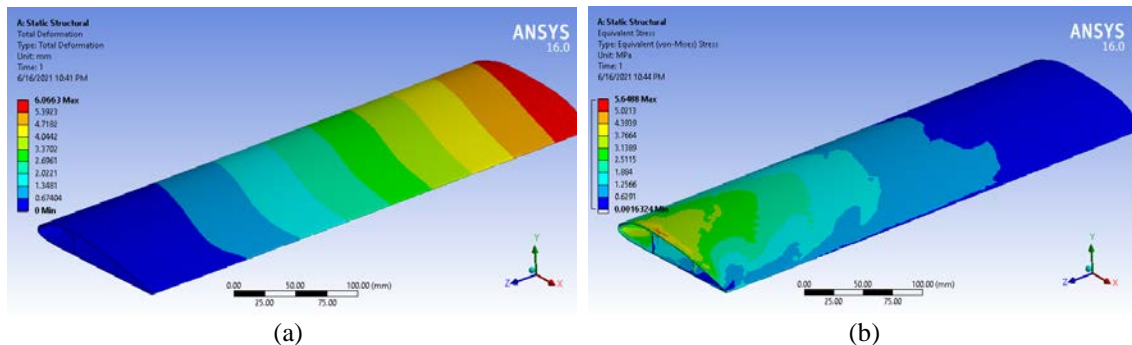 A: Static Structural
Total Deformation
Type: Total Deformation
Unit: mm
Time: 1
6/16/2021 10:41 PM
ANSYS
16.0
6.0663 Max
5.3923
4.7182
4.0442
3.3702
2.6961
2.0221
1.3481
0.67404
0 Min
0.00
50.00
100.00 (mm)
25.00
75.00
Y
Z
X
(a)
A: Static Structural
Equivalent Stress
Type: Equivalent (von-Mises) Stress
Unit: MPa
Time: 1
6/16/2021 10:44 PM
ANSYS
16.0
5.6488 Max
5.0213
4.3939
3.7664
3.1389
2.5115
1.884
1.2566
0.6291
0.0016324 Min
0.00
50.00
100.00 (mm)
25.00
75.00
Y
Z
X
(b)